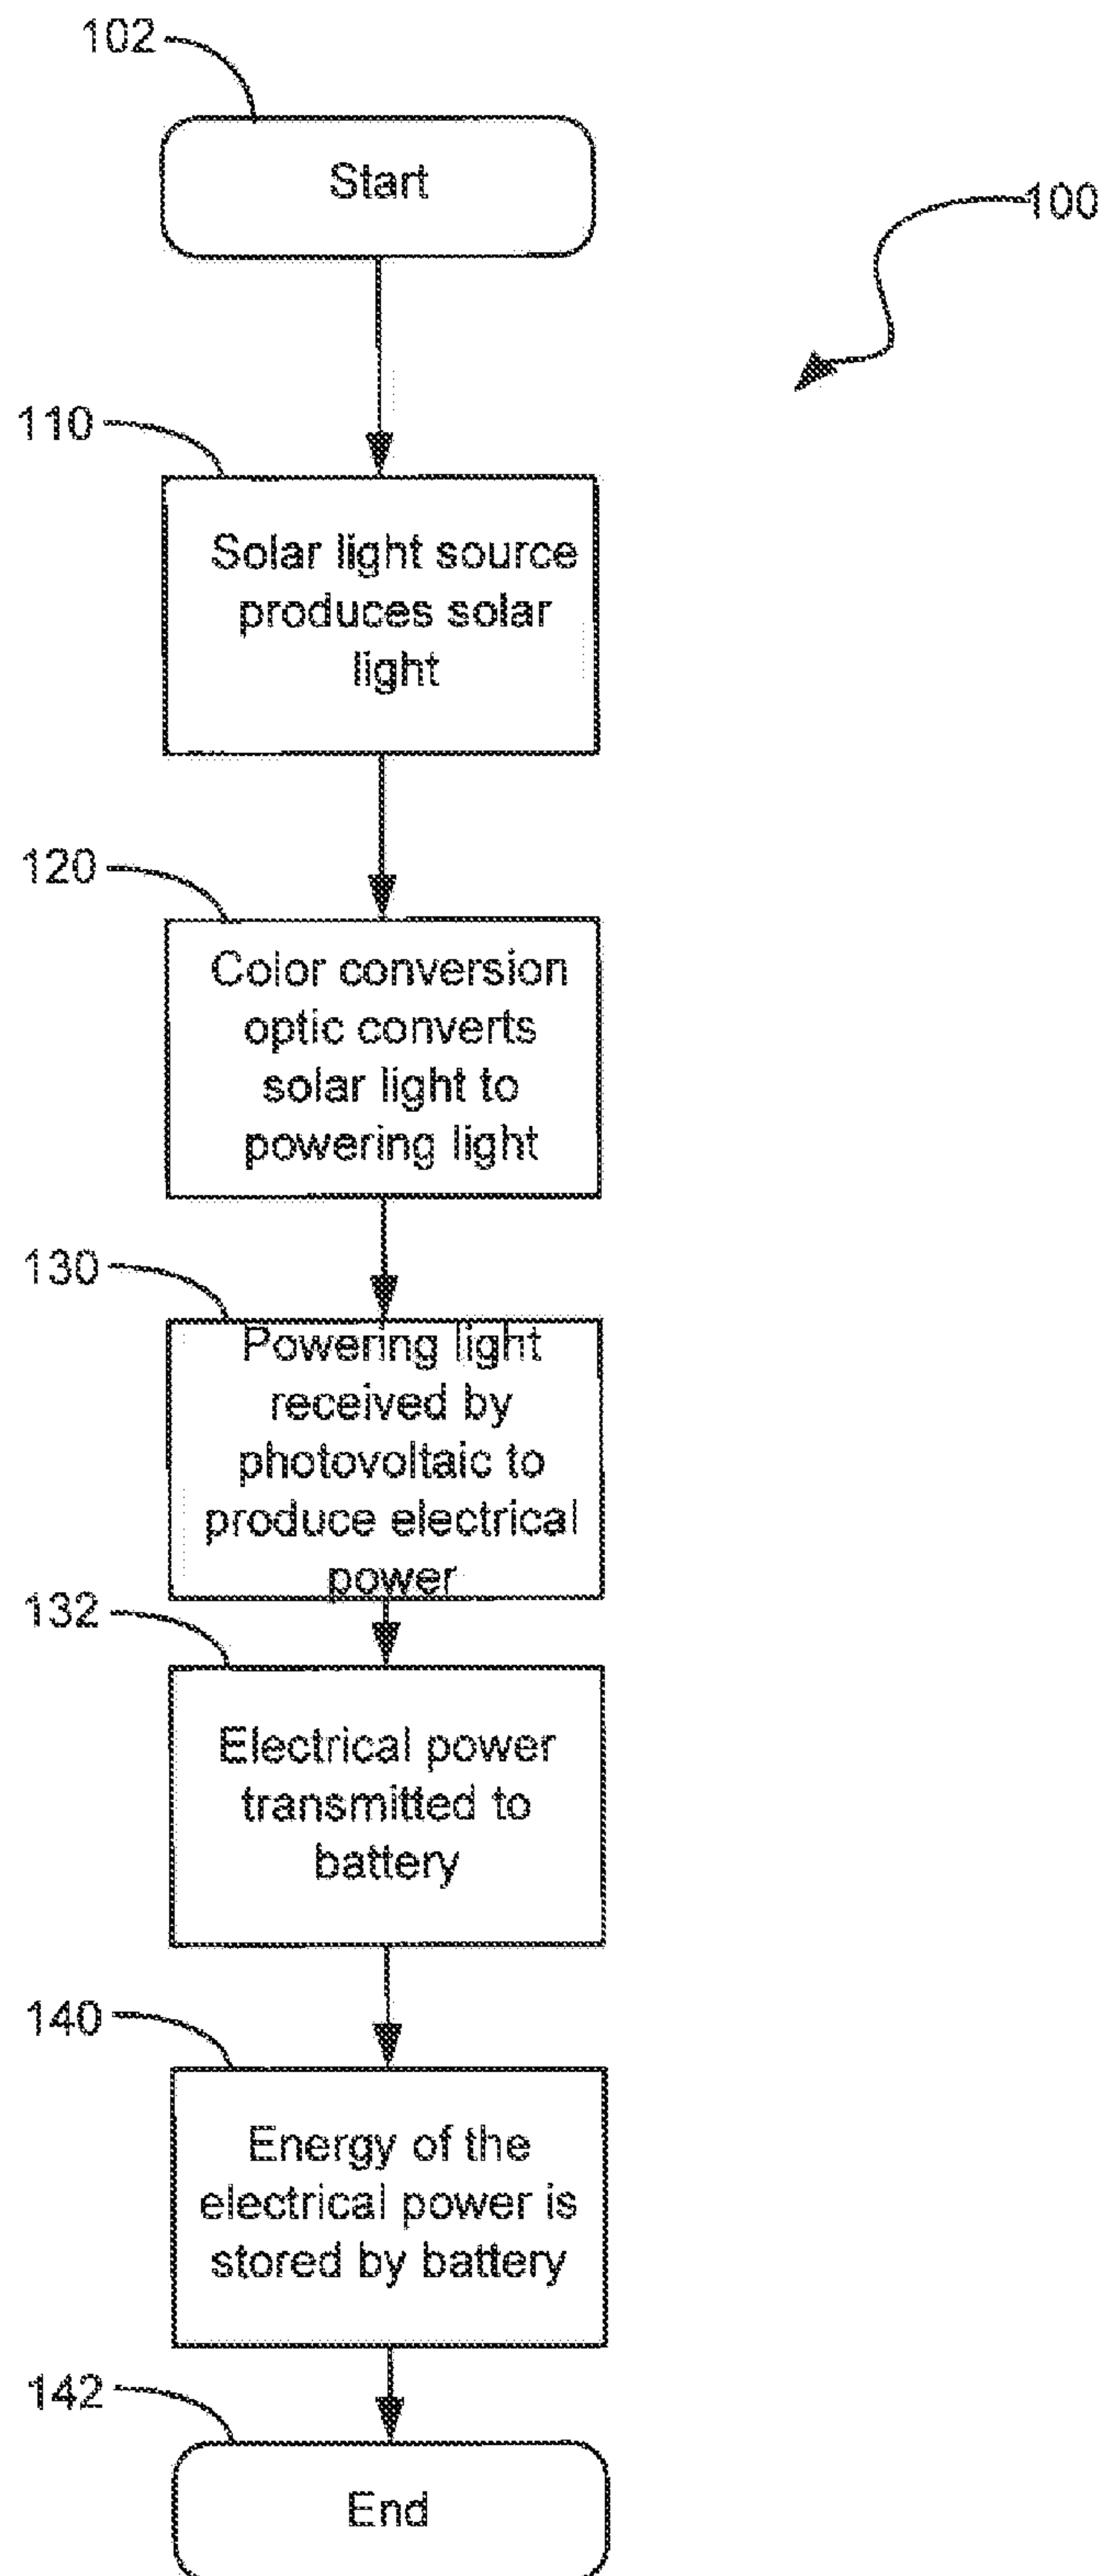 102
Start
100
110
Solar light source
produces solar
light
120
Color conversion
optic converts
solar light to
powering light
130
Powering light
received by
photovoltaic to
produce electrical
power
132
Electrical power
transmitted to
battery
140
Energy of the
electrical power is
stored by battery
142
End